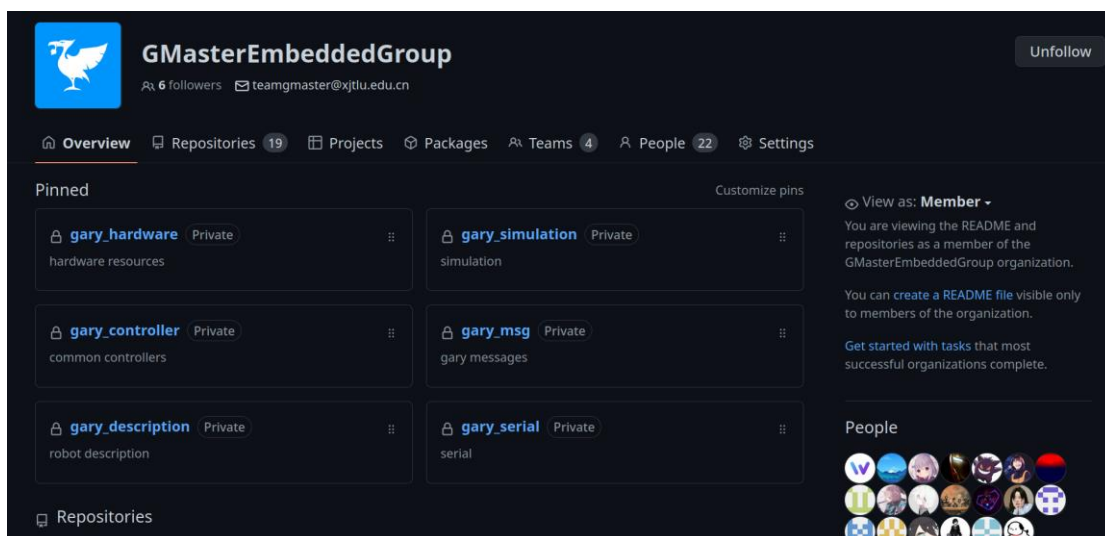 GMasterEmbeddedGroup
Unfollow
6 followers teamgmaster@xjtlu.edu.cn
Overview Repositories 19 Projects Packages Teams 4 People 22 Settings
Pinned
Customize pins
gary_hardware Private
hardware resources
gary_simulation Private
simulation
gary_controller Private
common controllers
gary_msg Private
gary messages
gary_description Private
robot description
gary_serial Private
serial
Repositories
View as: Member
You are viewing the README and
repositories as a member of the
GMasterEmbeddedGroup organization.
You can create a README file visible only
to members of the organization.
Get started with tasks that most
successful organizations complete.
People